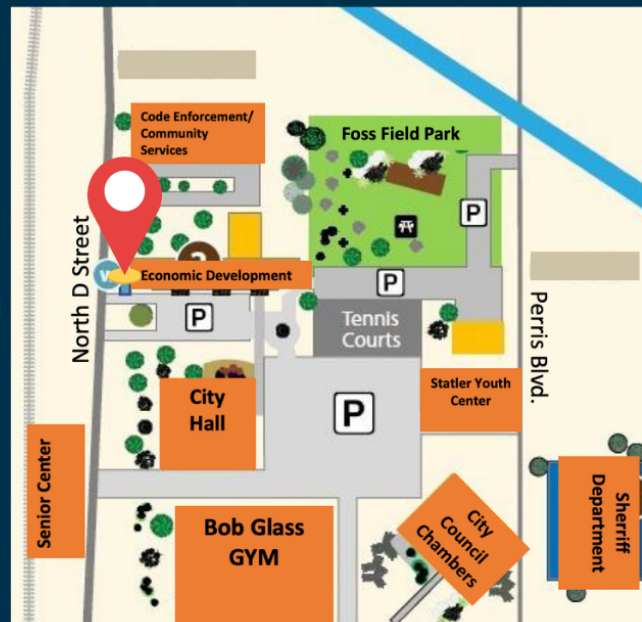 Code Enforcement/
Community
Services
Foss Field Park
P
North D Street
Economic Development
P
P
Tennis
Courts
Perris Blvd.
City
Hall
P
Statler Youth
Center
Senior Center
Bob Glass
GYM
City
Council
Chambers
Sherriff
Department